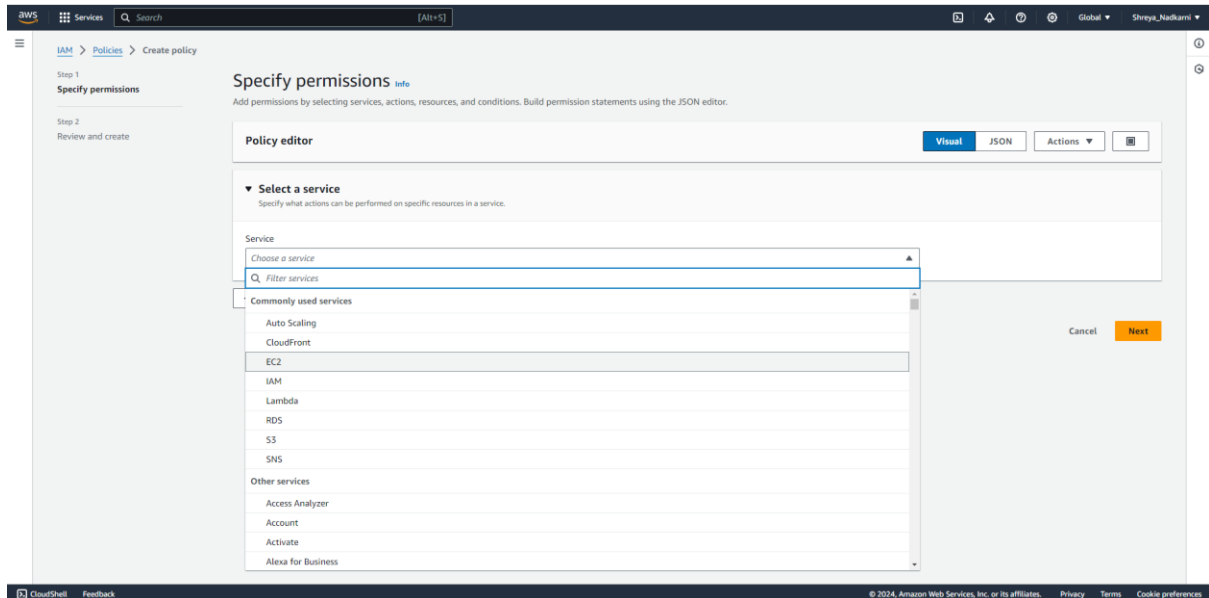 aws Services Search [Alt+S] Global Shreya_Nadkarni
IAM > Policies > Create policy
Step 1
Specify permissions
Step 2
Review and create
Specify permissions Info
Add permissions by selecting services, actions, resources, and conditions. Build permission statements using the JSON editor.
Policy editor
Visual JSON Actions
Select a service
Specify what actions can be performed on specific resources in a service.
Service
Choose a service
Filter services
Commonly used services
Auto Scaling
CloudFront
EC2
IAM
Lambda
RDS
S3
SNS
Other services
Access Analyzer
Account
Activate
Alexa for Business
Cancel Next
CloudShell Feedback © 2024, Amazon Web Services, Inc. or its affiliates. Privacy Terms Cookie preferences